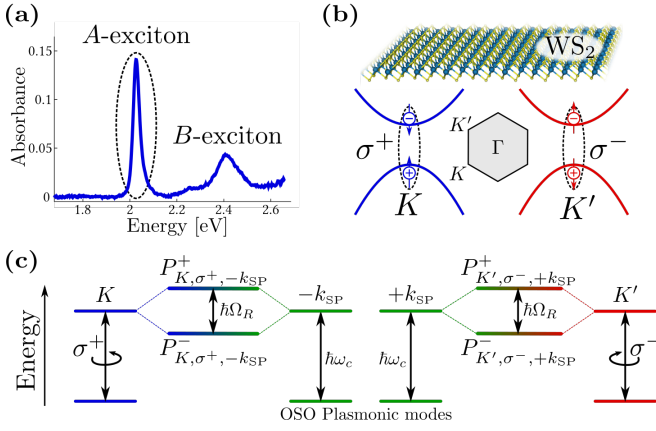 (a)
A-exciton
B-exciton
Absorbance
0.15
0.1
0.05
0
1.8
2
2.2
2.4
2.6
Energy [eV]
(b)
WS₂
σ⁺
−
+
K
K′
K
Γ
−
+
σ⁻
K′
(c)
Energy
K
σ⁺
P⁺K,σ⁺,−kSP
ℏΩR
P⁻K,σ⁺,−kSP
−kSP
ℏωc
+kSP
ℏωc
P⁺K′,σ⁻,+kSP
ℏΩR
P⁻K′,σ⁻,+kSP
K′
σ⁻
OSO Plasmonic modes